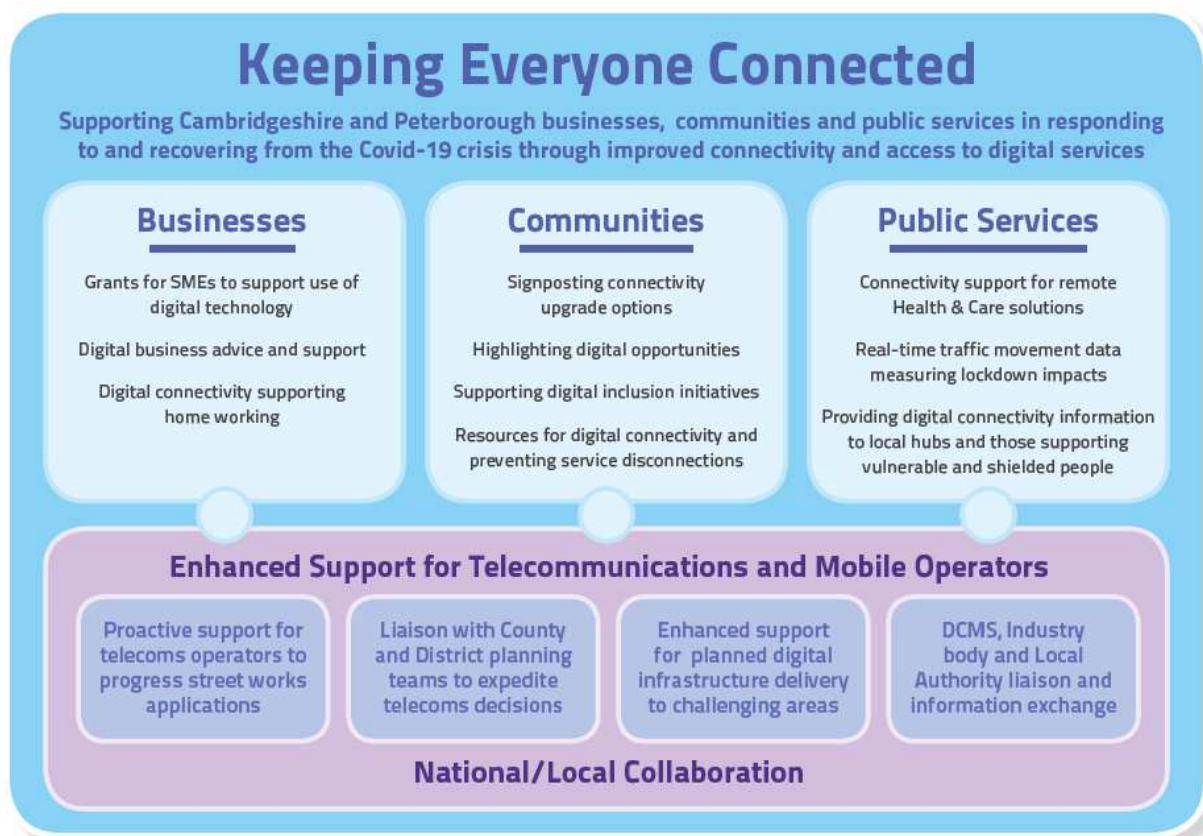 Keeping Everyone Connected
Supporting Cambridgeshire and Peterborough businesses, communities and public services in responding
to and recovering from the Covid-19 crisis through improved connectivity and access to digital services
Businesses
Grants for SMEs to support use of
digital technology
Digital business advice and support
Digital connectivity supporting
home working
Communities
Signposting connectivity
upgrade options
Highlighting digital opportunities
Supporting digital inclusion initiatives
Resources for digital connectivity and
preventing service disconnections
Public Services
Connectivity support for remote
Health & Care solutions
Real-time traffic movement data
measuring lockdown impacts
Providing digital connectivity information
to local hubs and those supporting
vulnerable and shielded people
Enhanced Support for Telecommunications and Mobile Operators
Proactive support for
telecoms operators to
progress street works
applications
Liaison with County
and District planning
teams to expedite
telecoms decisions
Enhanced support
for planned digital
infrastructure delivery
to challenging areas
DCMS, Industry
body and Local
Authority liaison and
information exchange
National/Local Collaboration